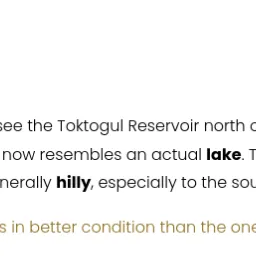 see the Toktogul Reservoir north
now resembles an actual lake.
nerally hilly, especially to the sou
s in better condition than the one